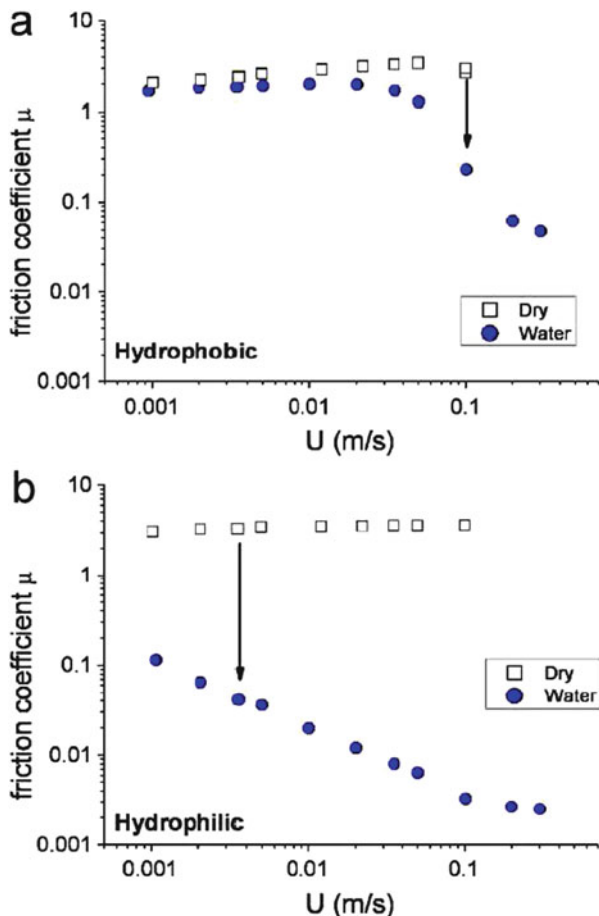 a
10
1
0.1
0.01
0.001
friction coefficient μ
Dry
Water
Hydrophobic
0.001 0.01 0.1
U (m/s)
b
10
1
0.1
0.01
0.001
friction coefficient μ
Dry
Water
Hydrophilic
0.001 0.01 0.1
U (m/s)